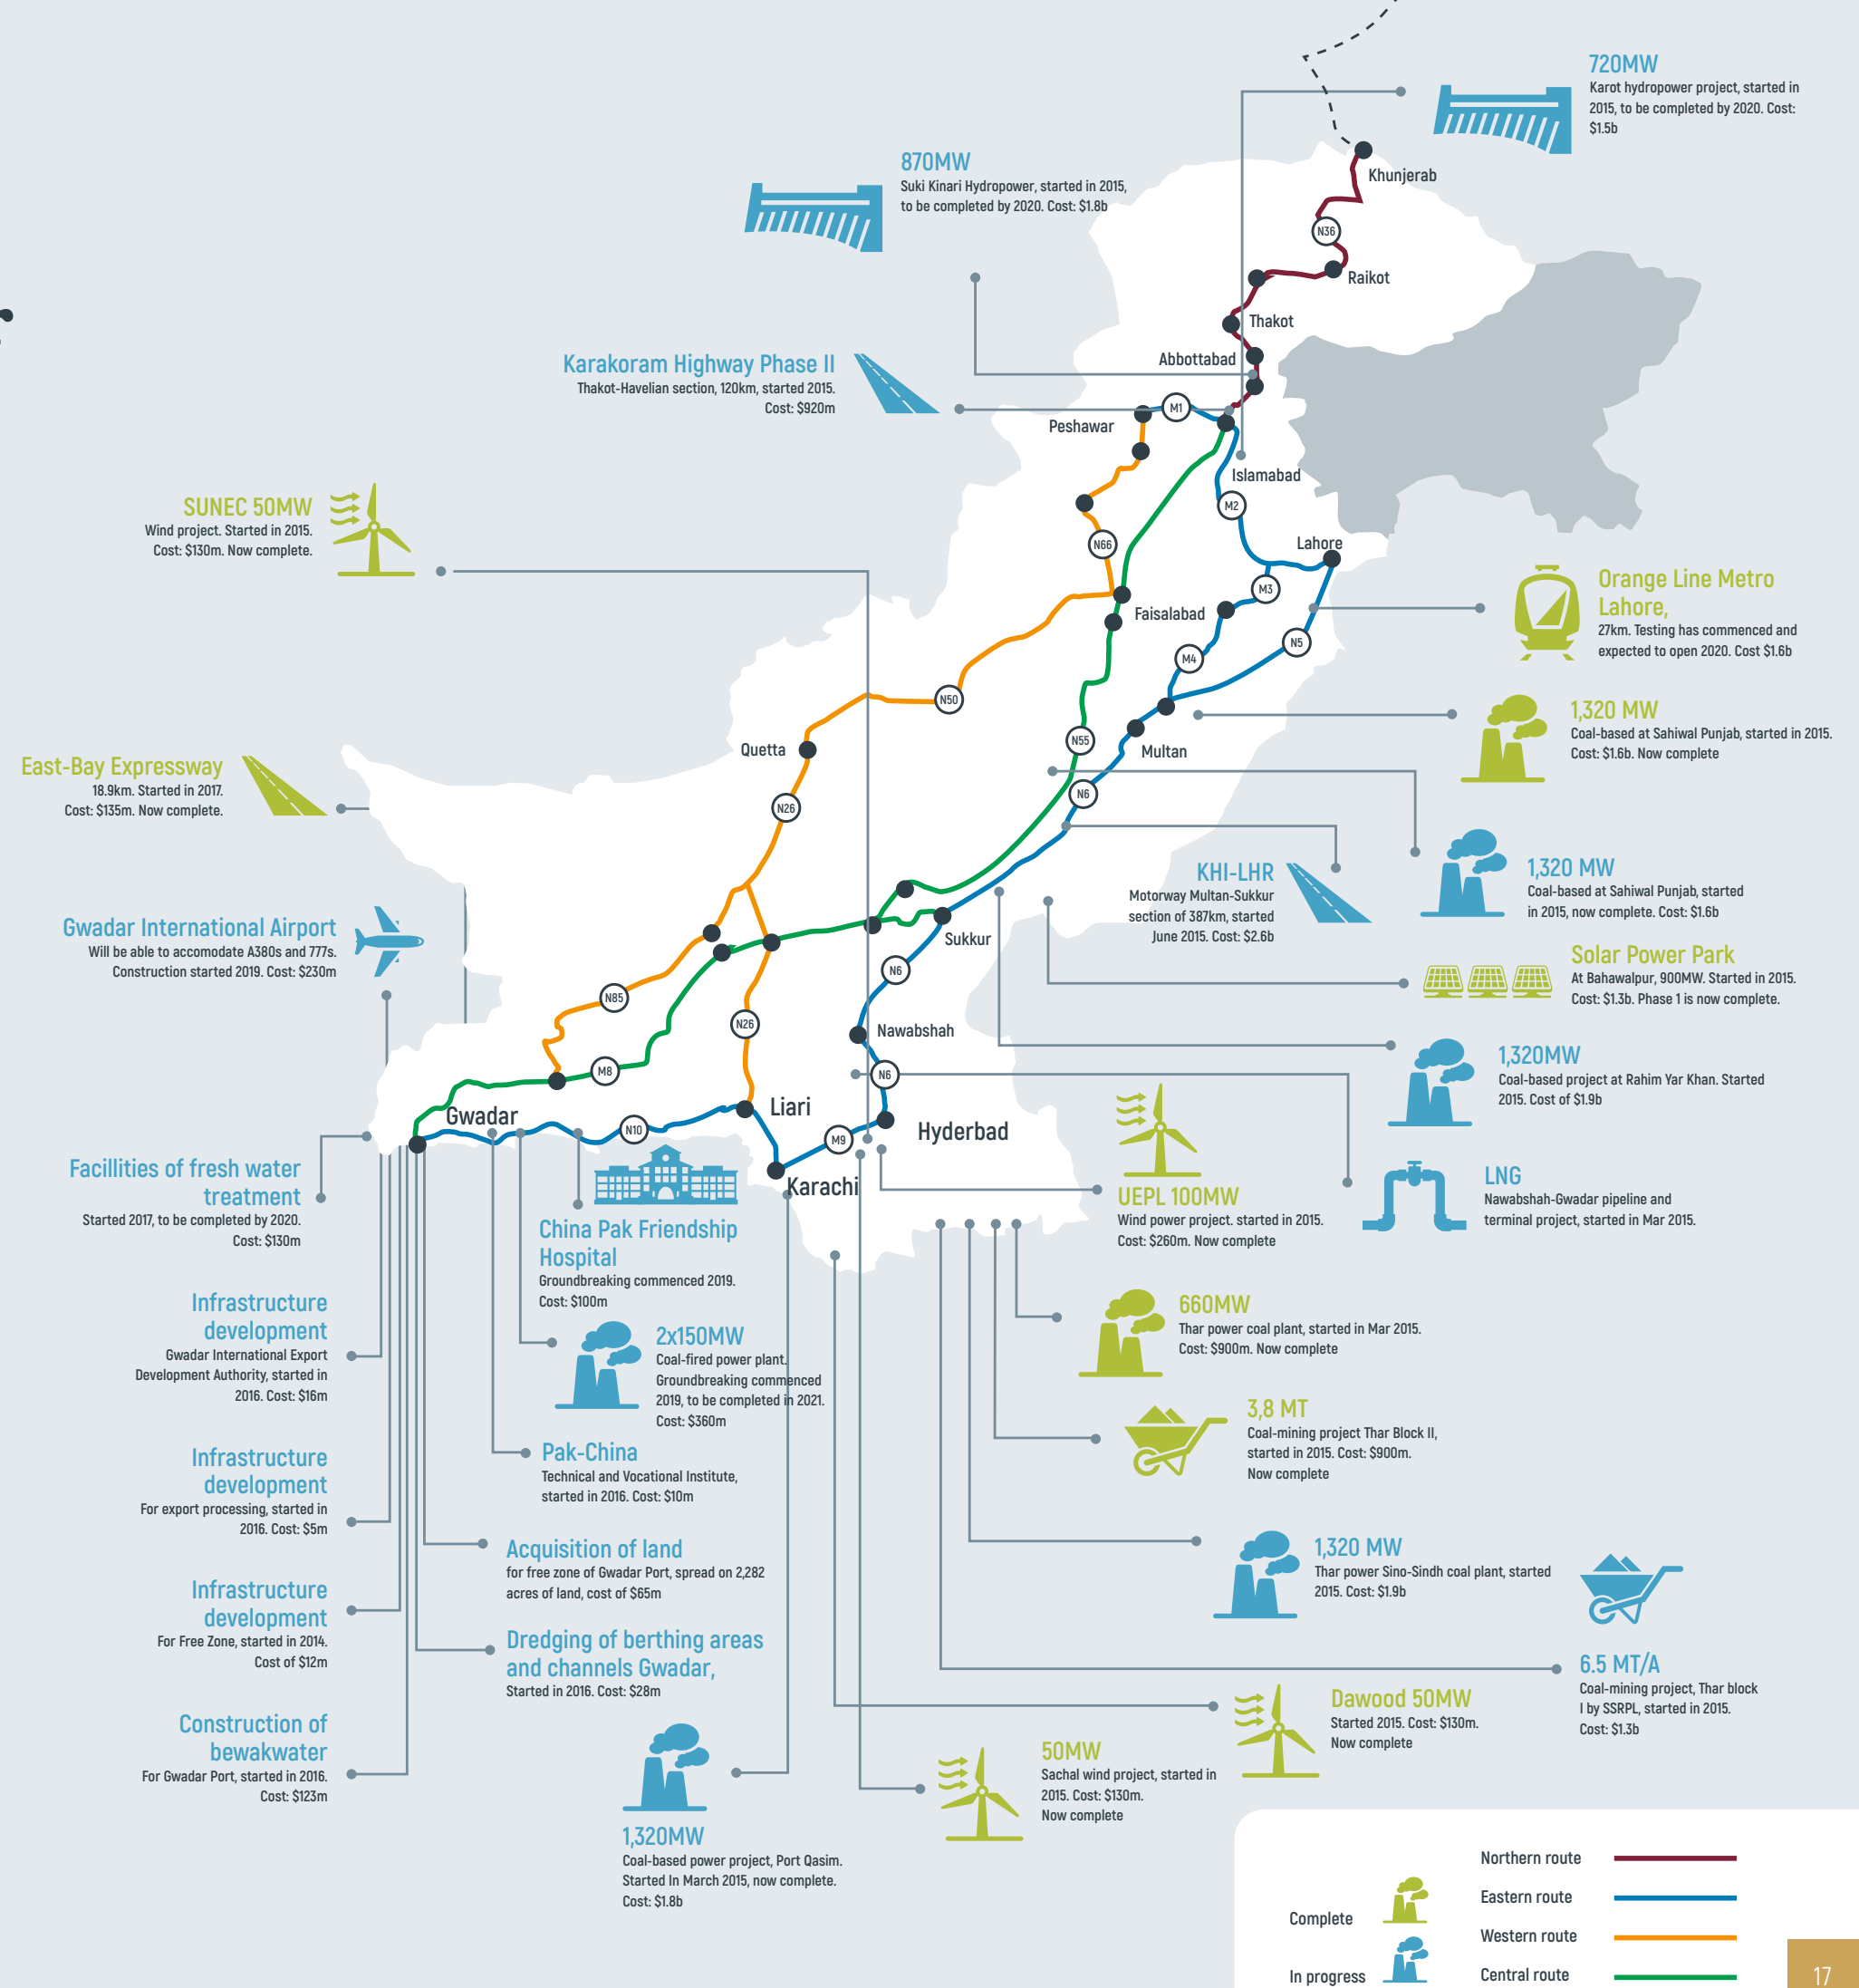 720MW
Karot hydropower project, started in
2015, to be completed by 2020. Cost:
$1.5b
870MW
Suki Kinari Hydropower, started in 2015,
to be completed by 2020. Cost: $1.8b
Khunjerab
N36
Raikot
Thakot
Abbottabad
Karakoram Highway Phase II
Thakot-Havelian section, 120km, started 2015.
Cost: $920m
M1
Peshawar
Islamabad
M2
SUNEC 50MW
Wind project. Started in 2015.
Cost: $130m. Now complete.
N66
Lahore
M3
Faisalabad
N5
M4
Orange Line Metro
Lahore,
27km. Testing has commenced and
expected to open 2020. Cost $1.6b
N50
1,320 MW
Coal-based at Sahiwal Punjab, started in 2015.
Cost: $1.6b. Now complete
Quetta
N55
Multan
East-Bay Expressway
18.9km. Started in 2017.
Cost: $135m. Now complete.
N26
N6
1,320 MW
Coal-based at Sahiwal Punjab, started
in 2015, now complete. Cost: $1.6b
KHI-LHR
Motorway Multan-Sukkur
section of 387km, started
June 2015. Cost: $2.6b
Gwadar International Airport
Will be able to accomodate A380s and 777s.
Construction started 2019. Cost: $230m
Sukkur
N6
Solar Power Park
At Bahawalpur, 900MW. Started in 2015.
Cost: $1.3b. Phase 1 is now complete.
N85
N26
Nawabshah
1,320MW
Coal-based project at Rahim Yar Khan. Started
2015. Cost of $1.9b
M8
N6
Gwadar
Liari
N10
M9
Hyderbad
Karachi
Facillities of fresh water
treatment
Started 2017, to be completed by 2020.
Cost: $130m
China Pak Friendship
Hospital
Groundbreaking commenced 2019.
Cost: $100m
UEPL 100MW
Wind power project. started in 2015.
Cost: $260m. Now complete
LNG
Nawabshah-Gwadar pipeline and
terminal project, started in Mar 2015.
Infrastructure
development
Gwadar International Export
Development Authority, started in
2016. Cost: $16m
2x150MW
Coal-fired power plant.
Groundbreaking commenced
2019, to be completed in 2021.
Cost: $360m
660MW
Thar power coal plant, started in Mar 2015.
Cost: $900m. Now complete
3,8 MT
Coal-mining project Thar Block II,
started in 2015. Cost: $900m.
Now complete
Infrastructure
development
For export processing, started in
2016. Cost: $5m
Pak-China
Technical and Vocational Institute,
started in 2016. Cost: $10m
Acquisition of land
for free zone of Gwadar Port, spread on 2,282
acres of land, cost of $65m
1,320 MW
Thar power Sino-Sindh coal plant, started
2015. Cost: $1.9b
Infrastructure
development
For Free Zone, started in 2014.
Cost of $12m
Dredging of berthing areas
and channels Gwadar,
Started in 2016. Cost: $28m
6.5 MT/A
Coal-mining project, Thar block
I by SSRPL, started in 2015.
Cost: $1.3b
Dawood 50MW
Started 2015. Cost: $130m.
Now complete
Construction of
bewakwater
For Gwadar Port, started in 2016.
Cost: $123m
50MW
Sachal wind project, started in
2015. Cost: $130m.
Now complete
1,320MW
Coal-based power project, Port Qasim.
Started In March 2015, now complete.
Cost: $1.8b
Northern route
Eastern route
Complete
Western route
In progress
Central route
17